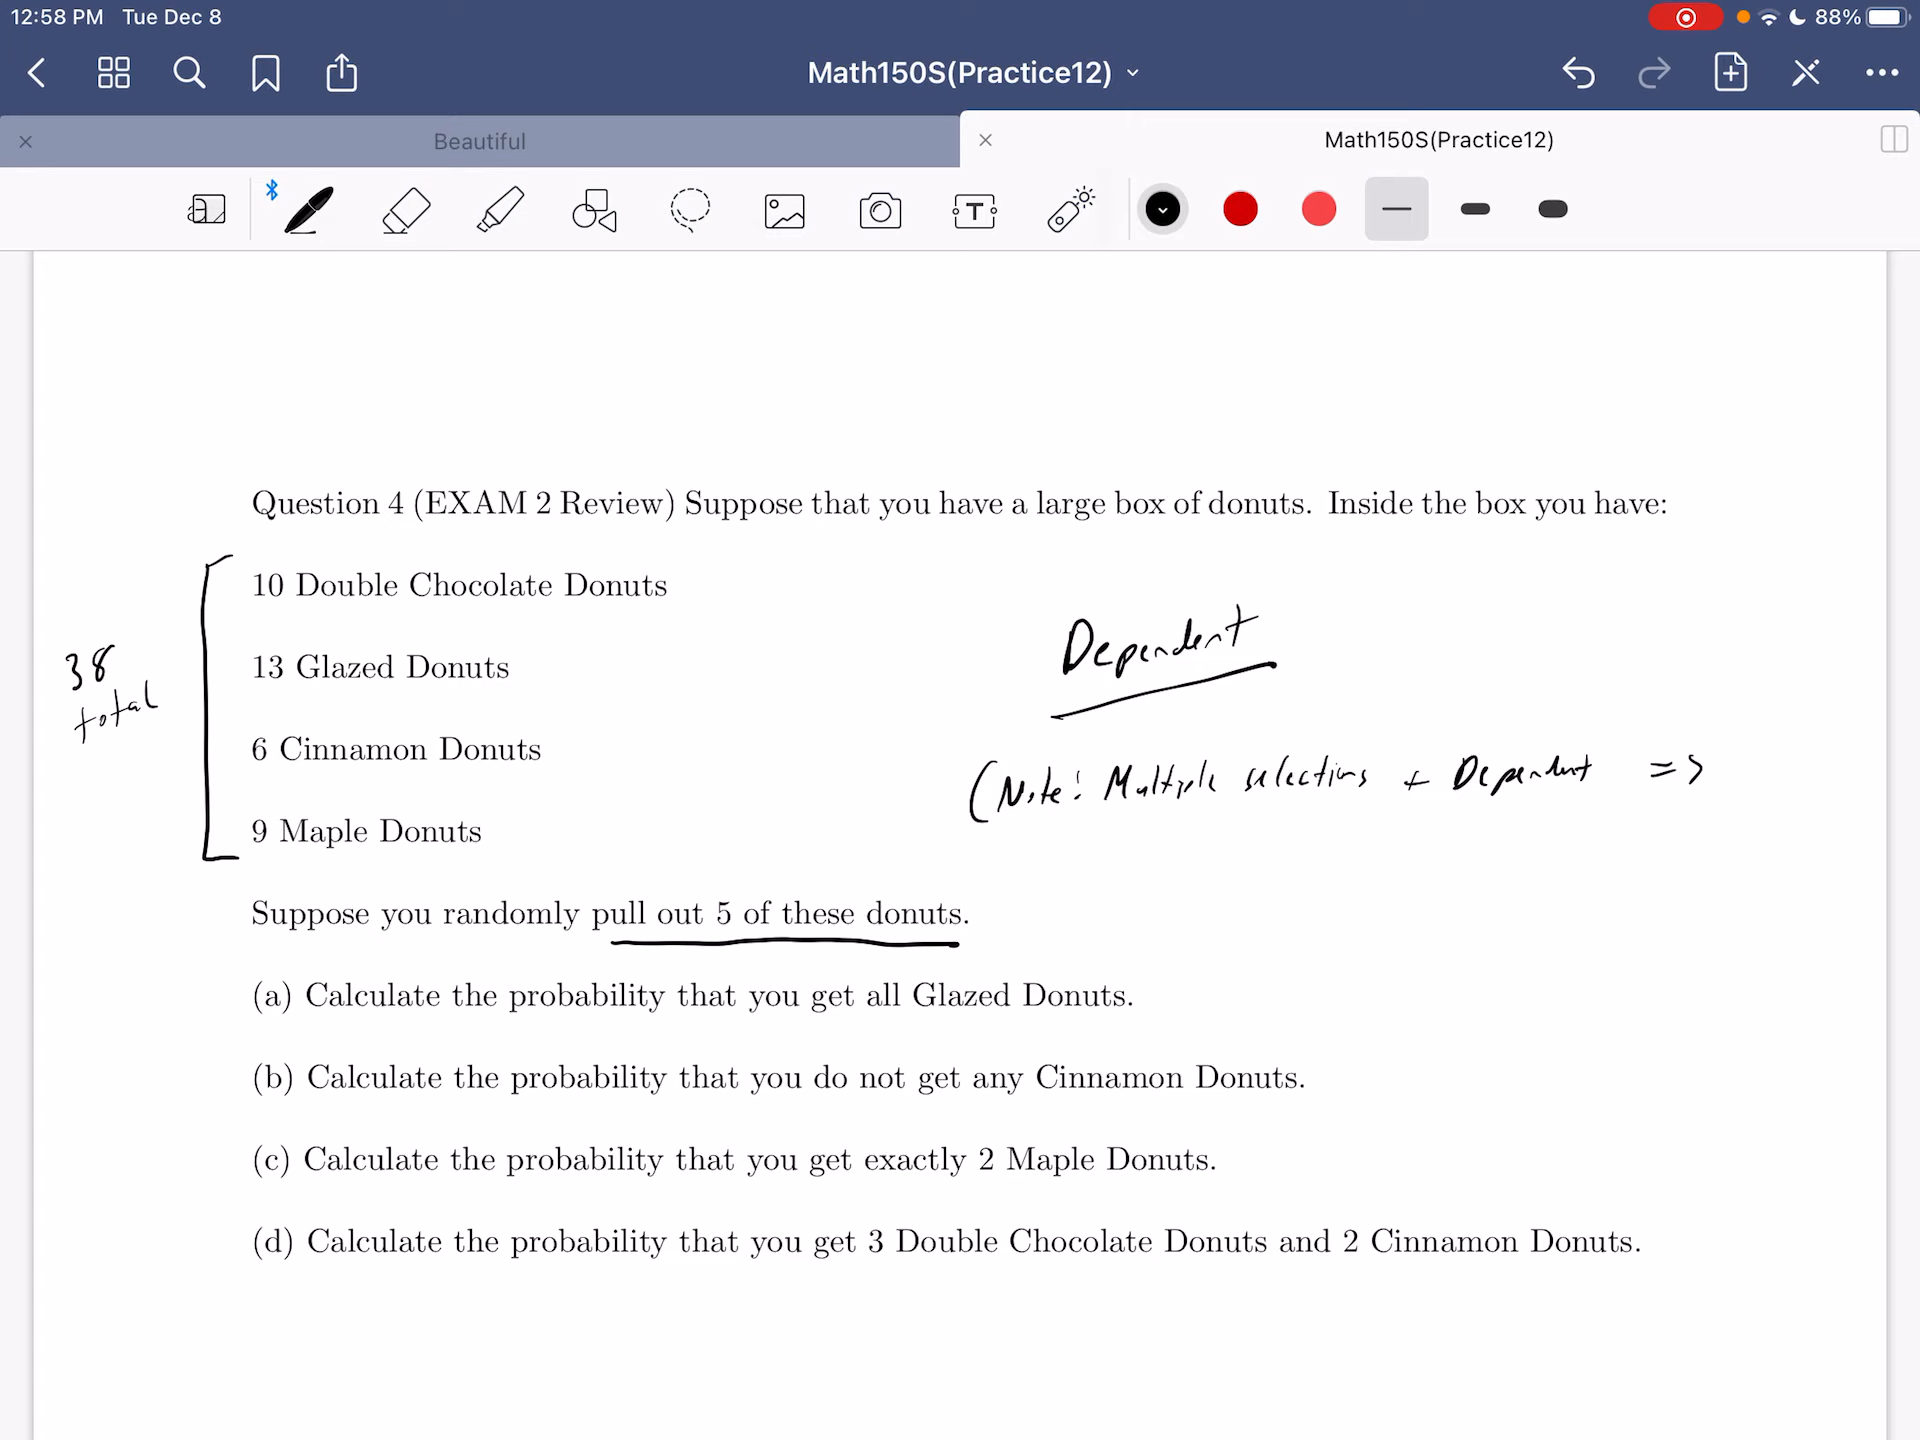 12:58 PM Tue Dec 8
88%
Math150S(Practice12)
Beautiful
Math150S(Practice12)
Question 4 (EXAM 2 Review) Suppose that you have a large box of donuts. Inside the box you have:
10 Double Chocolate Donuts
13 Glazed Donuts
6 Cinnamon Donuts
9 Maple Donuts
38
total
Dependent
(Note: Multiple selections + Dependent =>
Suppose you randomly pull out 5 of these donuts.
(a) Calculate the probability that you get all Glazed Donuts.
(b) Calculate the probability that you do not get any Cinnamon Donuts.
(c) Calculate the probability that you get exactly 2 Maple Donuts.
(d) Calculate the probability that you get 3 Double Chocolate Donuts and 2 Cinnamon Donuts.